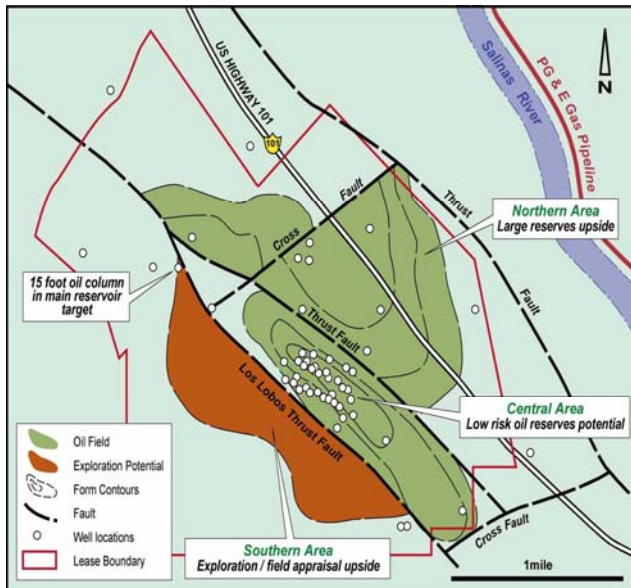 US HIGHWAY 101
101
Salinas
River
PG & E Gas Pipeline
N
Cross Fault
Thrust
Fault
Northern Area
Large reserves upside
15 foot oil column
in main reservoir
target
Thrust Fault
Los Lobos Thrust Fault
Central Area
Low risk oil reserves potential
Oil Field
Exploration Potential
Form Contours
Fault
Well locations
Lease Boundary
Southern Area
Exploration / field appraisal upside
Cross Fault
1mile